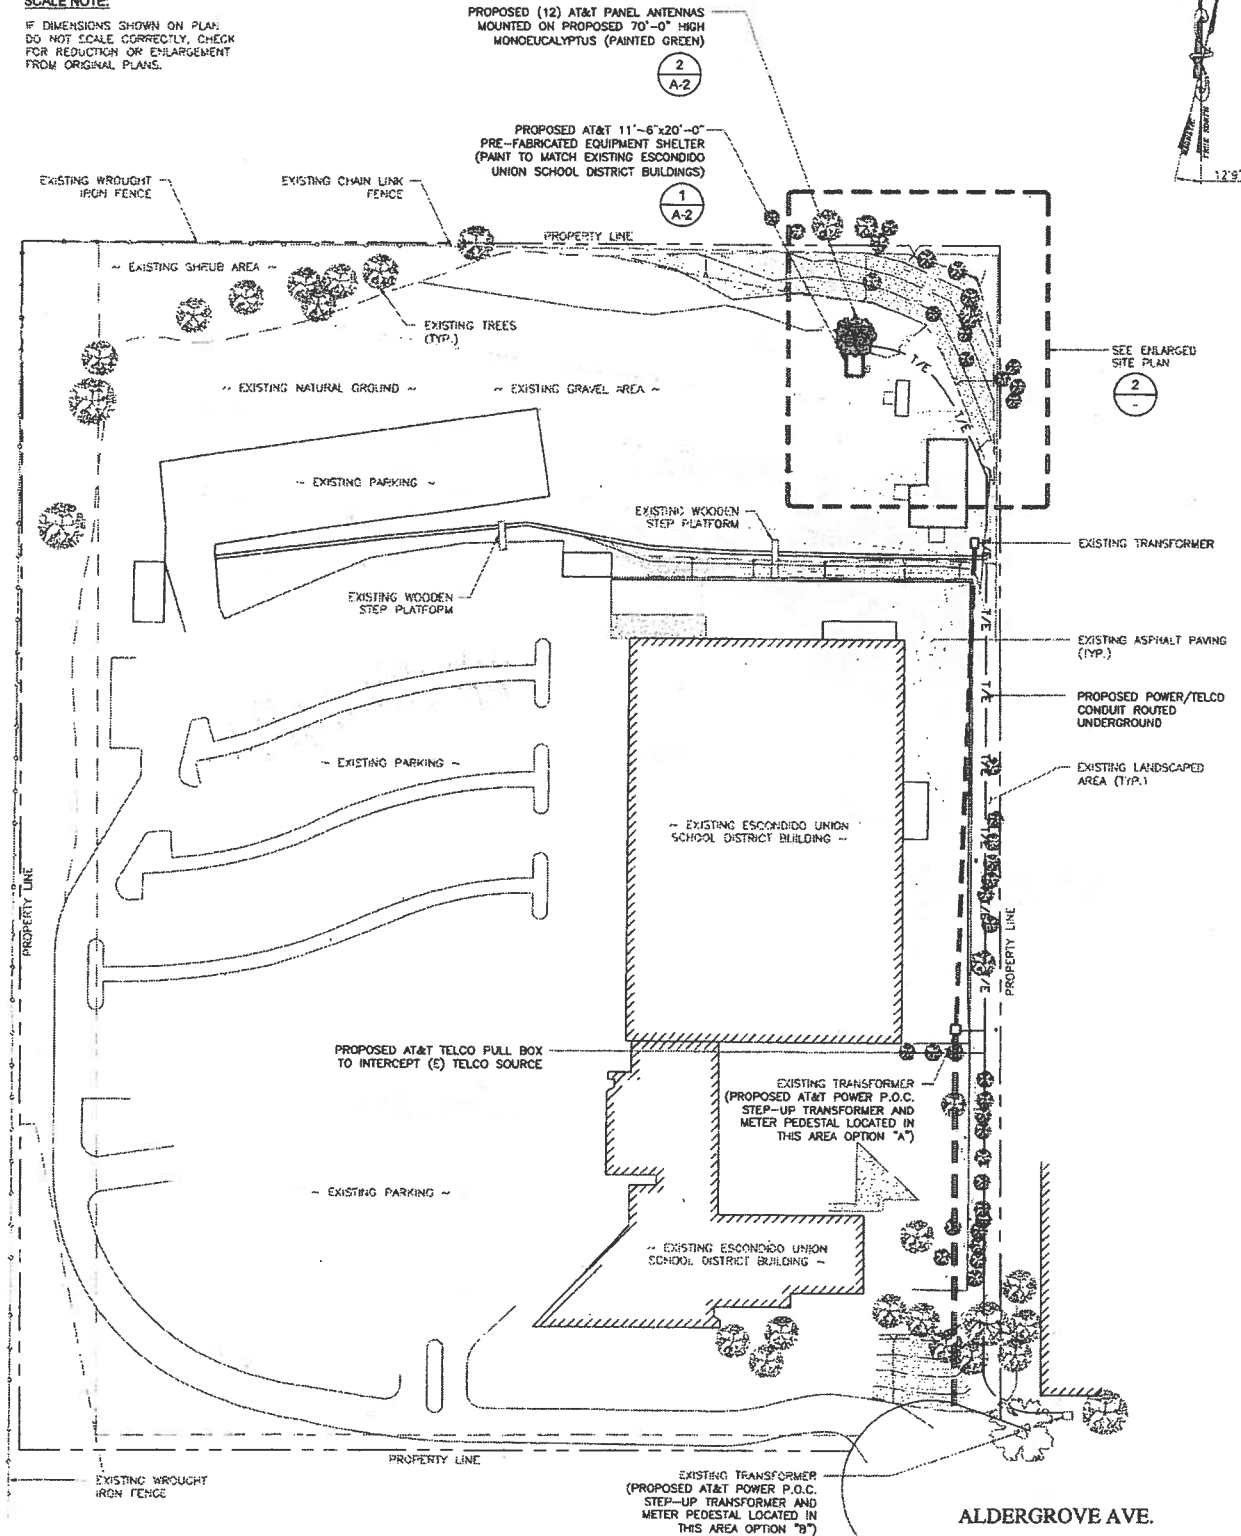 SCALE NOTE:
IF DIMENSIONS SHOWN ON PLAN
DO NOT SCALE CORRECTLY, CHECK
FOR REDUCTION OR ENLARGEMENT
FROM ORIGINAL PLANS.
PROPOSED (12) AT&T PANEL ANTENNAS
MOUNTED ON PROPOSED 70'-0" HIGH
MONOEUCALYPTUS (PAINTED GREEN)
2
A-2
PROPOSED AT&T 11'-6"x20'-0"
PRE-FABRICATED EQUIPMENT SHELTER
(PAINT TO MATCH EXISTING ESCONDIDO
UNION SCHOOL DISTRICT BUILDINGS)
1
A-2
TRUE NORTH
12'9
EXISTING WROUGHT
IRON FENCE
EXISTING CHAIN LINK
FENCE
PROPERTY LINE
~ EXISTING SHRUB AREA ~
EXISTING TREES
(TYP.)
T/E
T/E
SEE ENLARGED
SITE PLAN
2
-
~ EXISTING NATURAL GROUND ~
~ EXISTING GRAVEL AREA ~
~ EXISTING PARKING ~
EXISTING WOODEN
STEP PLATFORM
EXISTING TRANSFORMER
T/E
EXISTING WOODEN
STEP PLATFORM
T/E
EXISTING ASPHALT PAVING
(TYP.)
T/E
PROPOSED POWER/TELCO
CONDUIT ROUTED
UNDERGROUND
~ EXISTING PARKING ~
T/E
EXISTING LANDSCAPED
AREA (TYP.)
~ EXISTING ESCONDIDO UNION
SCHOOL DISTRICT BUILDING ~
T/E
PROPERTY LINE
PROPERTY LINE
T/E
T/E
PROPOSED AT&T TELCO PULL BOX
TO INTERCEPT (E) TELCO SOURCE
EXISTING TRANSFORMER
(PROPOSED AT&T POWER P.O.C.
STEP-UP TRANSFORMER AND
METER PEDESTAL LOCATED IN
THIS AREA OPTION "A")
~ EXISTING PARKING ~
~ EXISTING ESCONDIDO UNION
SCHOOL DISTRICT BUILDING ~
PROPERTY LINE
EXISTING WROUGHT
IRON FENCE
EXISTING TRANSFORMER
(PROPOSED AT&T POWER P.O.C.
STEP-UP TRANSFORMER AND
METER PEDESTAL LOCATED IN
THIS AREA OPTION "B")
ALDERGROVE AVE.